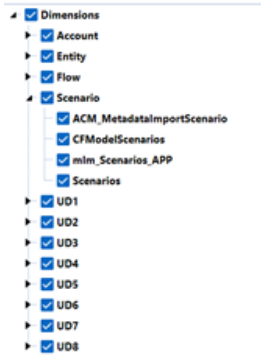 Dimensions
Account
Entity
Flow
Scenario
ACM_MetadataImportScenario
CFModelScenarios
mlm_Scenarios_APP
Scenarios
UD1
UD2
UD3
UD4
UD5
UD6
UD7
UD8